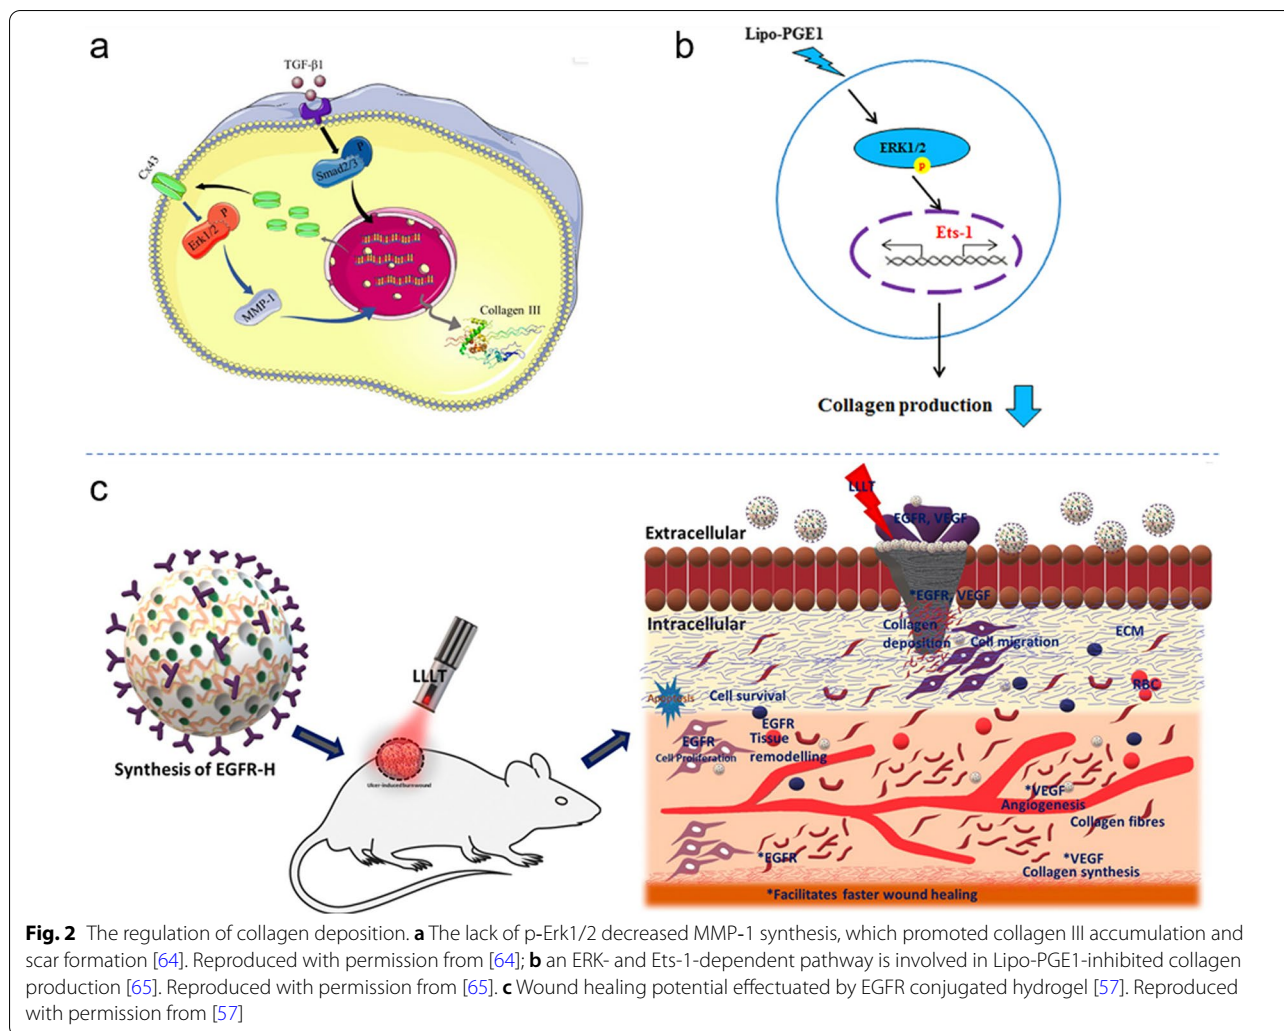 a
TGF-β1
P
Smad2/3
Cx43
P
Erk1/2
MMP-1
Collagen III
b
Lipo-PGE1
ERK1/2
p
Ets-1
Collagen production
c
Synthesis of EGFR-H
LLLT
LLLT
EGFR, VEGF
Extracellular
*EGFR, VEGF
Intracellular
Collagen
deposition
Cell migration
ECM
RBC
Apoptosis
Cell survival
EGFR
Tissue
remodelling
EGFR
Cell Proliferation
*VEGF
Angiogenesis
Collagen fibres
*EGFR
*VEGF
Collagen synthesis
*Facilitates faster wound healing
Fig. 2 The regulation of collagen deposition. a The lack of p-Erk1/2 decreased MMP-1 synthesis, which promoted collagen III accumulation and
scar formation [64]. Reproduced with permission from [64]; b an ERK- and Ets-1-dependent pathway is involved in Lipo-PGE1-inhibited collagen
production [65]. Reproduced with permission from [65]. c Wound healing potential effectuated by EGFR conjugated hydrogel [57]. Reproduced
with permission from [57]